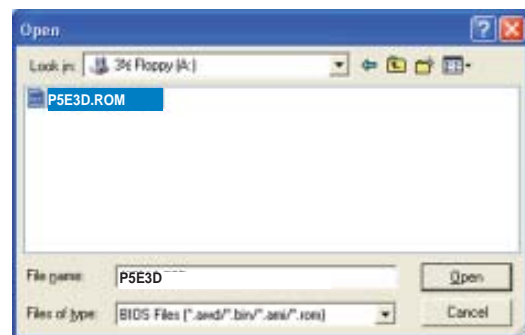 Open
Look in: 3½ Floppy (A:)
P5E3D.ROM
File name: P5E3D Open
Files of type: BIOS Files (*.awd/*.bin/*.ami/*.rom) Cancel